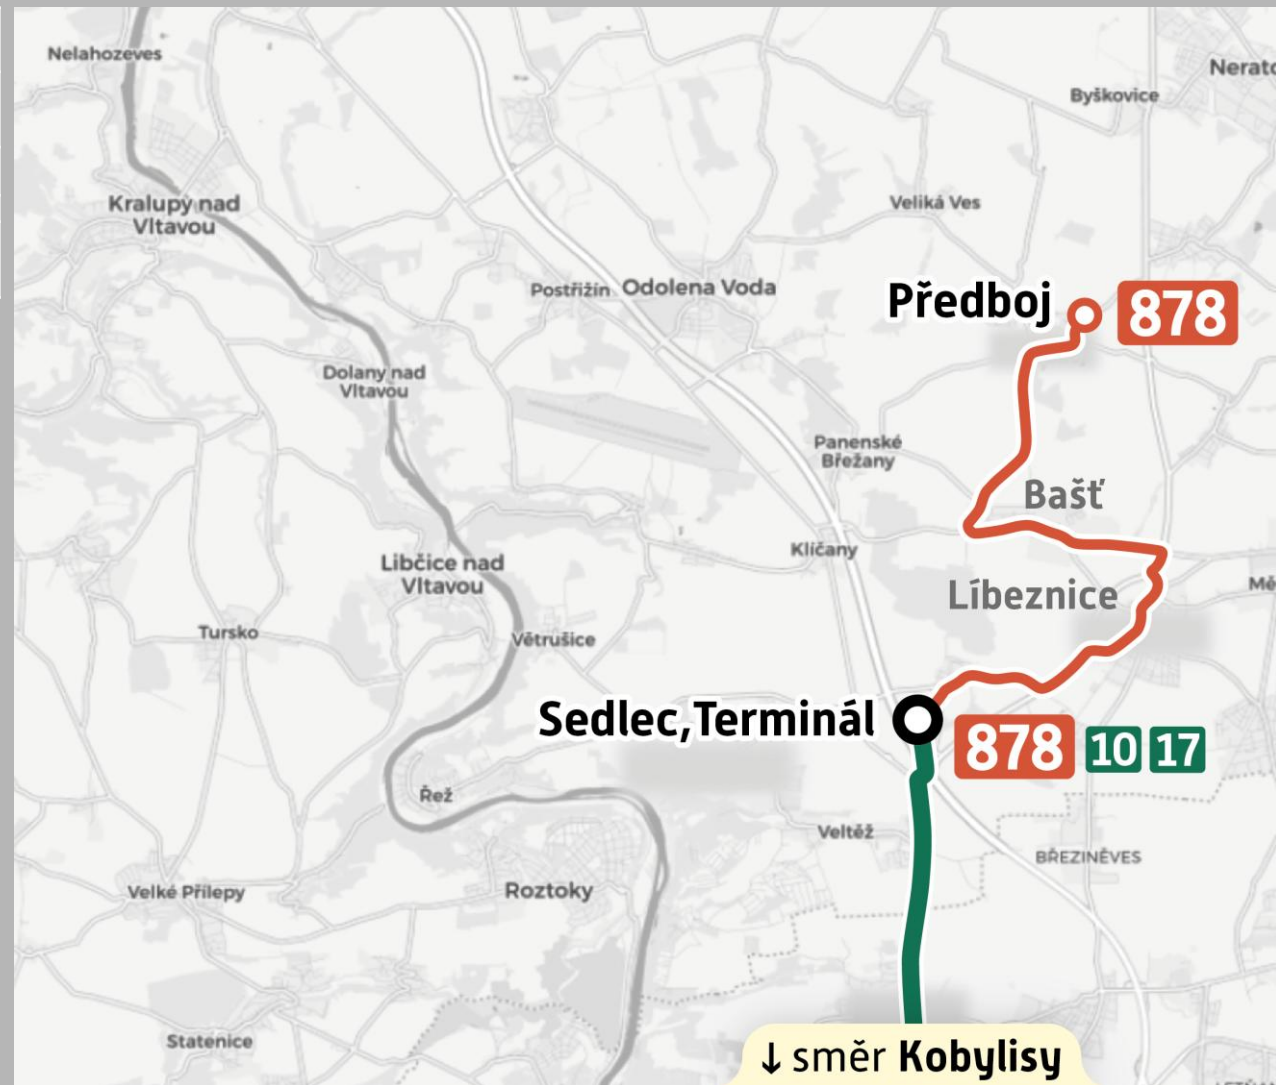 Nelahozeves
Byškovice
Kralupy nad
Vltavou
Veliká Ves
Postřižín
Odolena Voda
Předboj
878
Dolany nad
Vltavou
Panenské
Břežany
Bašť
Klíčany
Libčice nad
Vltavou
Líbeznice
Tursko
Větrušice
Sedlec,Terminál
878
10
17
Řež
Veltěž
BŘEZINĚVES
Velké Přílepy
Roztoky
Statenice
↓ směr Kobylisy